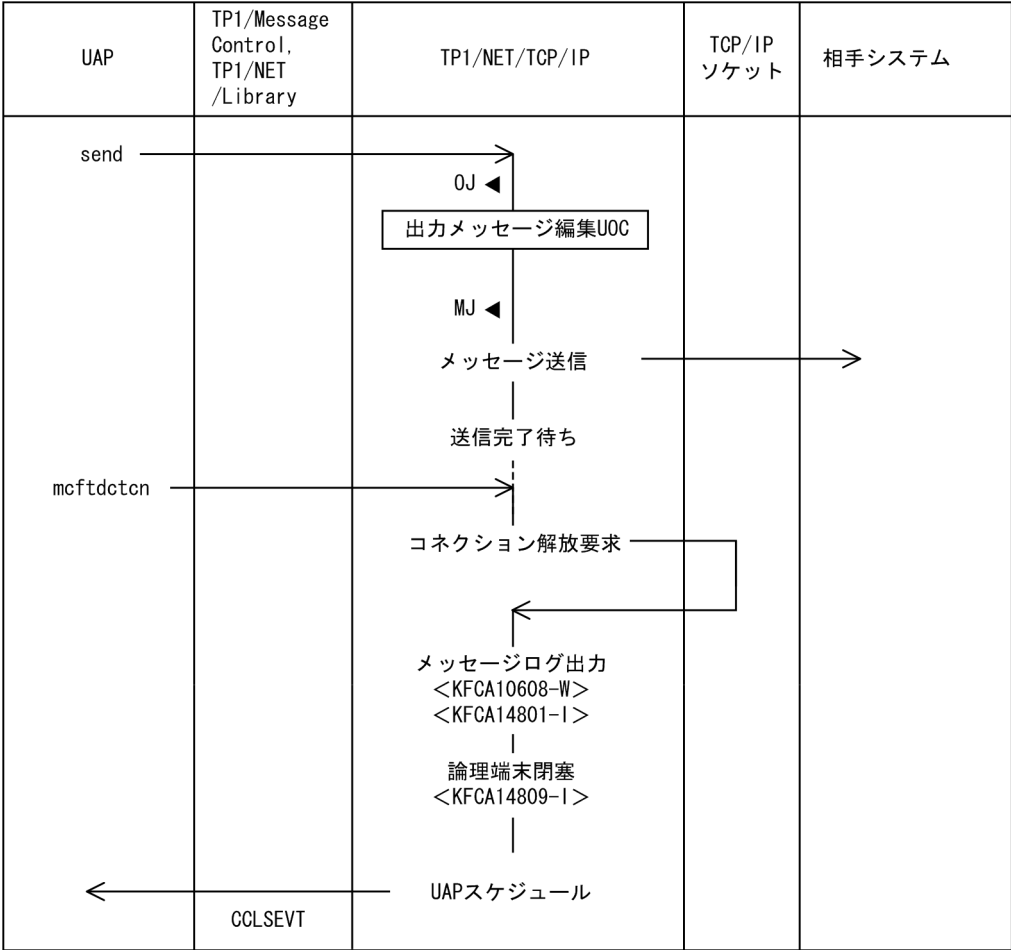 UAP
TP1/Message
Control,
TP1/NET
/Library
TP1/NET/TCP/IP
TCP/IP
ソケット
相手システム
send
OJ
出力メッセージ編集UOC
MJ
メッセージ送信
送信完了待ち
mcftdctcn
コネクション解放要求
メッセージログ出力
<KFCA10608-W>
<KFCA14801-I>
論理端末閉塞
<KFCA14809-I>
UAPスケジュール
CCLSEVT